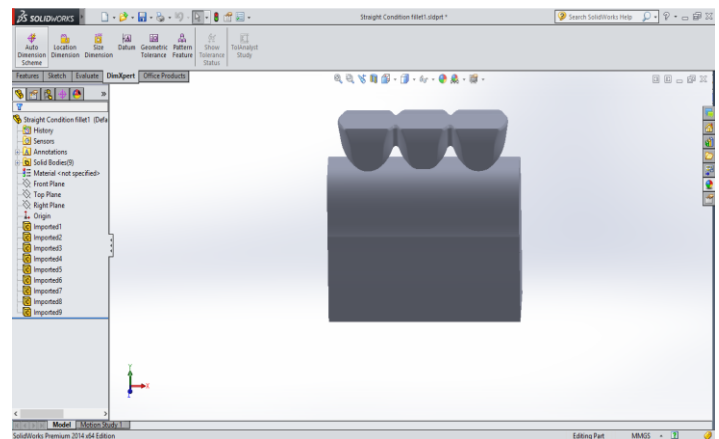 SOLIDWORKS
Straight Condition fillet1.sldprt *
Search SolidWorks Help
Auto Dimension Scheme
Location Dimension
Size Dimension
Datum
Geometric Tolerance
Pattern Feature
Show Tolerance Status
TolAnalyst Study
Features Sketch Evaluate DimXpert Office Products
Straight Condition fillet1 (Defa
History
Sensors
Annotations
Solid Bodies(9)
Material <not specified>
Front Plane
Top Plane
Right Plane
Origin
Imported1
Imported2
Imported3
Imported4
Imported5
Imported6
Imported7
Imported8
Imported9
Y
X
Model Motion Study 1
SolidWorks Premium 2014 x64 Edition
Editing Part MMGS